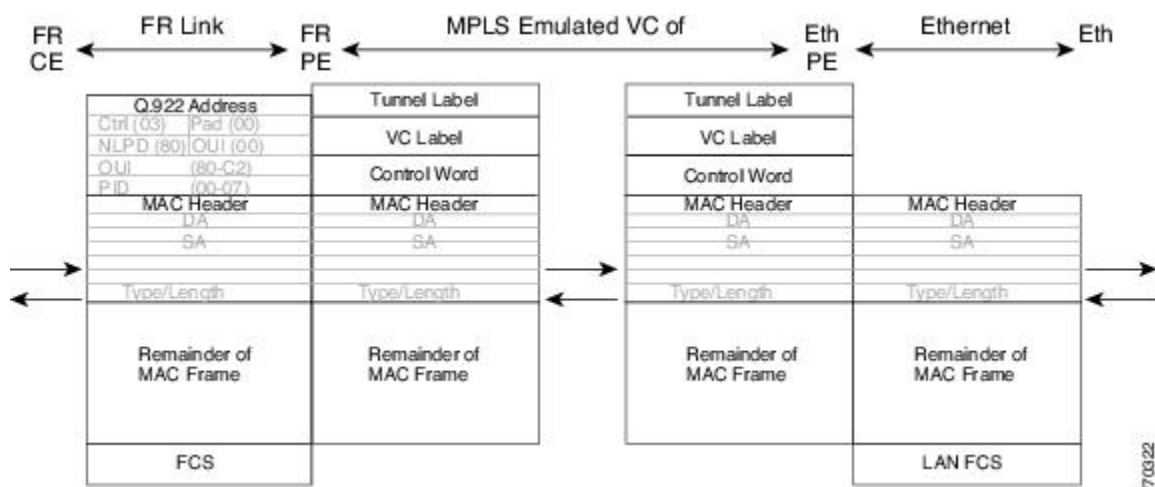 FR CE
FR Link
FR PE
MPLS Emulated VC of
Eth PE
Ethernet
Eth
Q.922 Address
Ctrl (03) Pad (00)
NLPD (80) OUI (00)
OUI (80-C2)
PID (00-07)
MAC Header
DA
SA
Type/Length
Remainder of
MAC Frame
FCS
Tunnel Label
VC Label
Control Word
MAC Header
DA
SA
Type/Length
Remainder of
MAC Frame
Tunnel Label
VC Label
Control Word
MAC Header
DA
SA
Type/Length
Remainder of
MAC Frame
MAC Header
DA
SA
Type/Length
Remainder of
MAC Frame
LAN FCS
70322